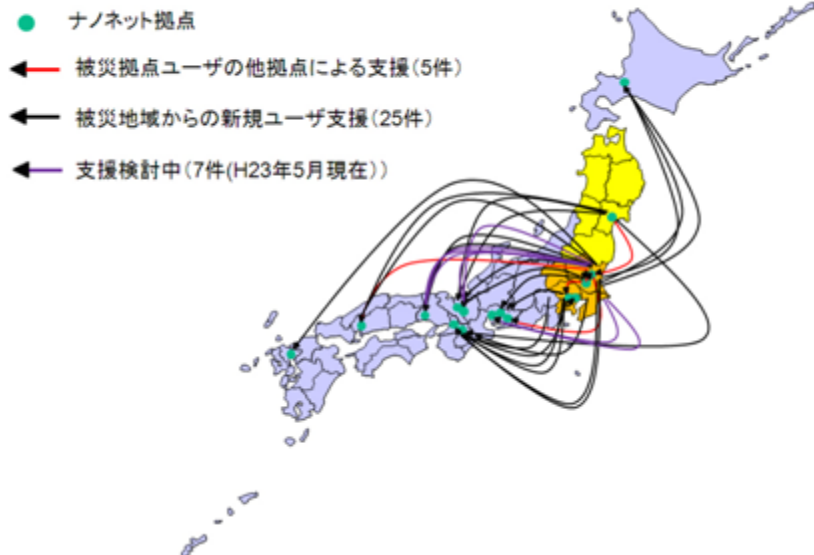 ナノネット拠点
被災拠点ユーザの他拠点による支援(5件)
被災地域からの新規ユーザ支援(25件)
支援検討中(7件(H23年5月現在))